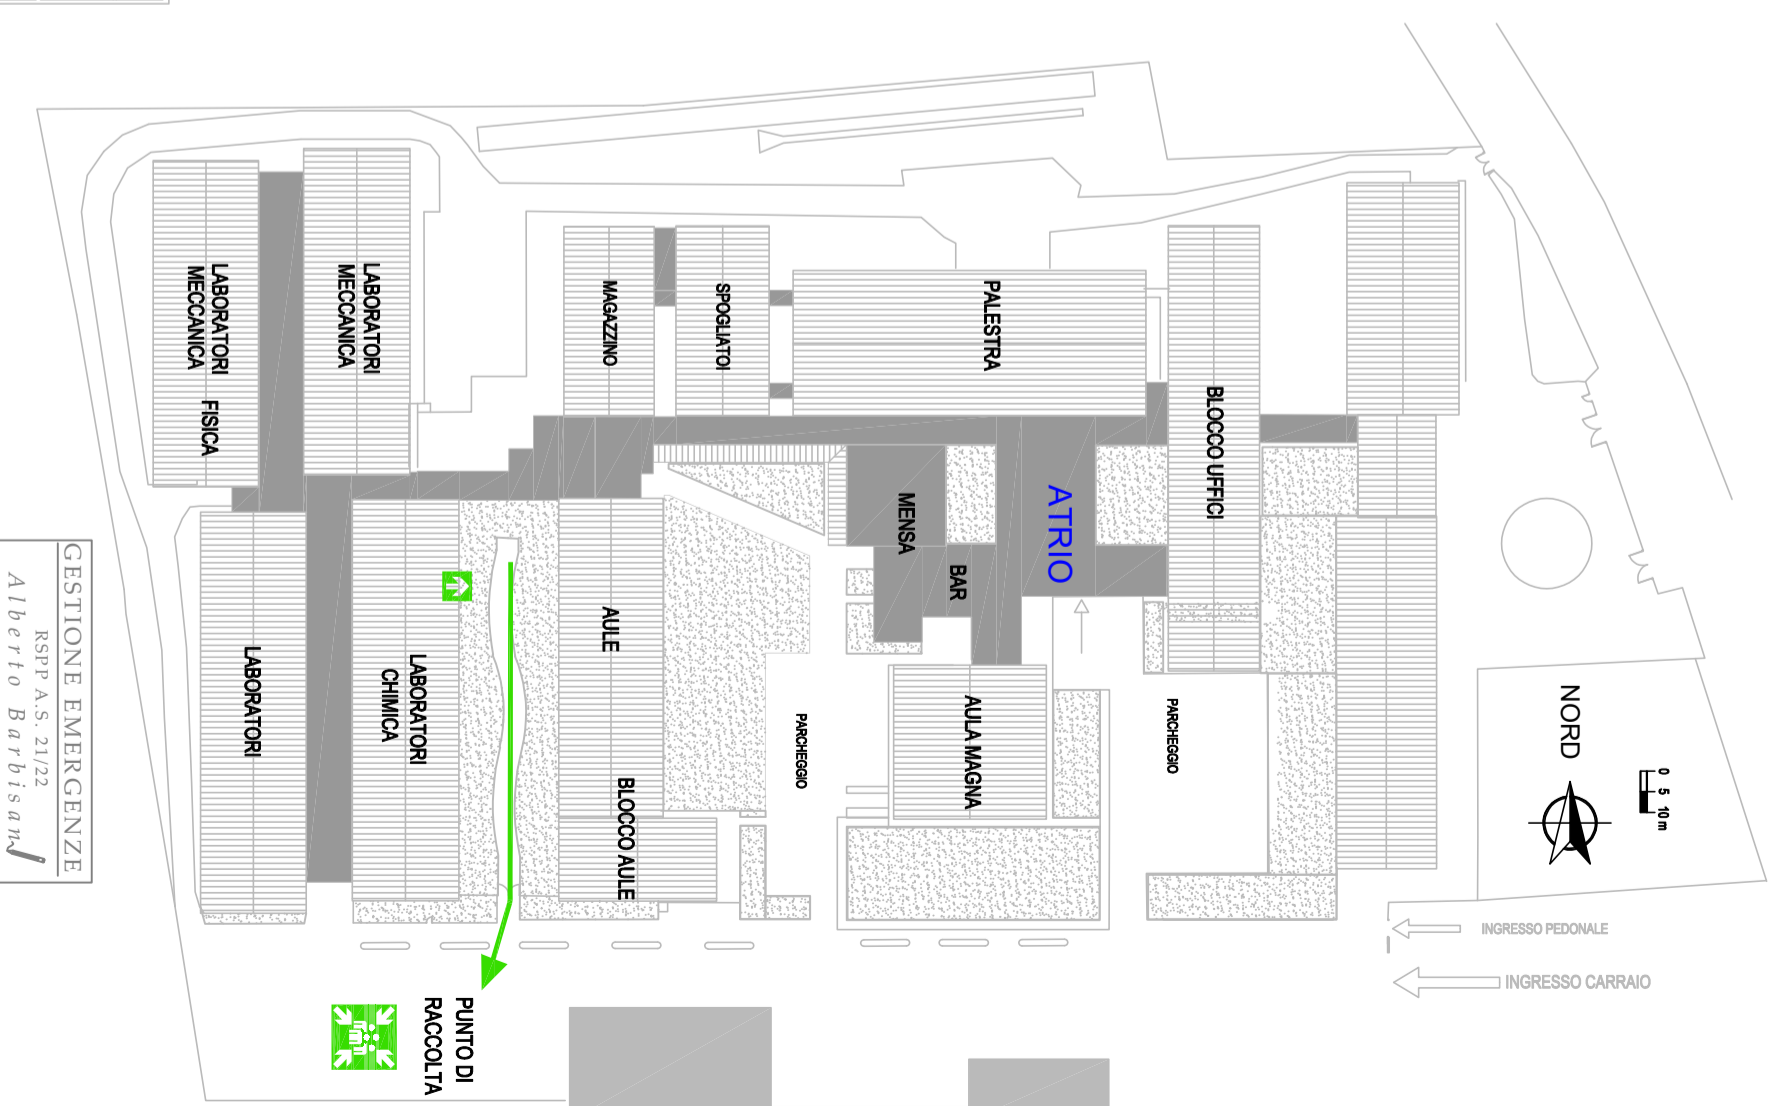 LABORATORI
MECCANICA
FISICA
LABORATORI
MECCANICA
MAGAZZINO
SPOGLIATOI
PALESTRA
BLOCCO UFFICI
MENSA
BAR
ATRIO
AULE
BLOCCO AULE
LABORATORI
LABORATORI
CHIMICA
AULA MAGNA
PARCHEGGIO
PARCHEGGIO
NORD
0 5 10 m
INGRESSO PEDONALE
INGRESSO CARRAIO
PUNTO DI
RACCOLTA
GESTIONE EMERGENZE
RSPP A.S. 21/22
Alberto Barbisan